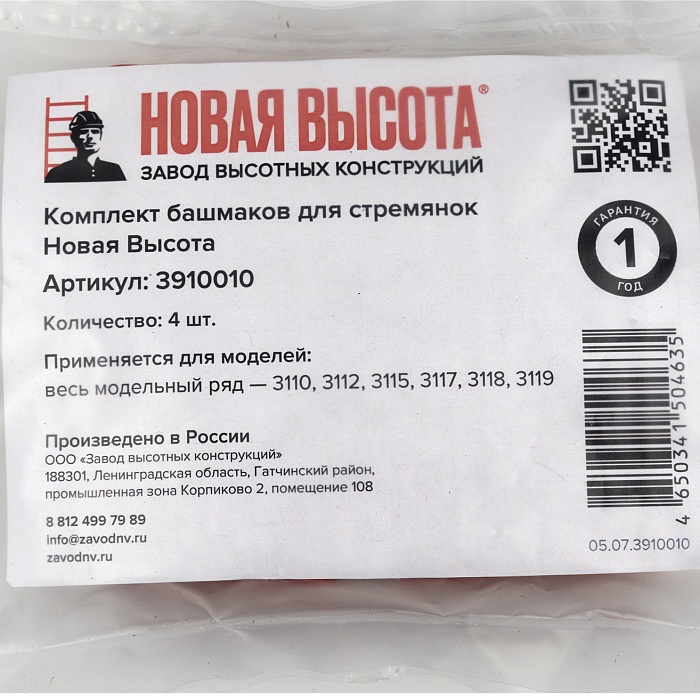 НОВАЯ ВЫСОТА®
ЗАВОД ВЫСОТНЫХ КОНСТРУКЦИЙ
Комплект башмаков для стремянок
Новая Высота
Артикул: 3910010
Количество: 4 шт.
Применяется для моделей:
весь модельный ряд — 3110, 3112, 3115, 3117, 3118, 3119
Произведено в России
ООО «Завод высотных конструкций»
188301, Ленинградская область, Гатчинский район,
промышленная зона Корпиково 2, помещение 108
8 812 499 79 89
info@zavodnv.ru
zavodnv.ru
ГАРАНТИЯ
1
ГОД
4 650341 504635
05.07.3910010